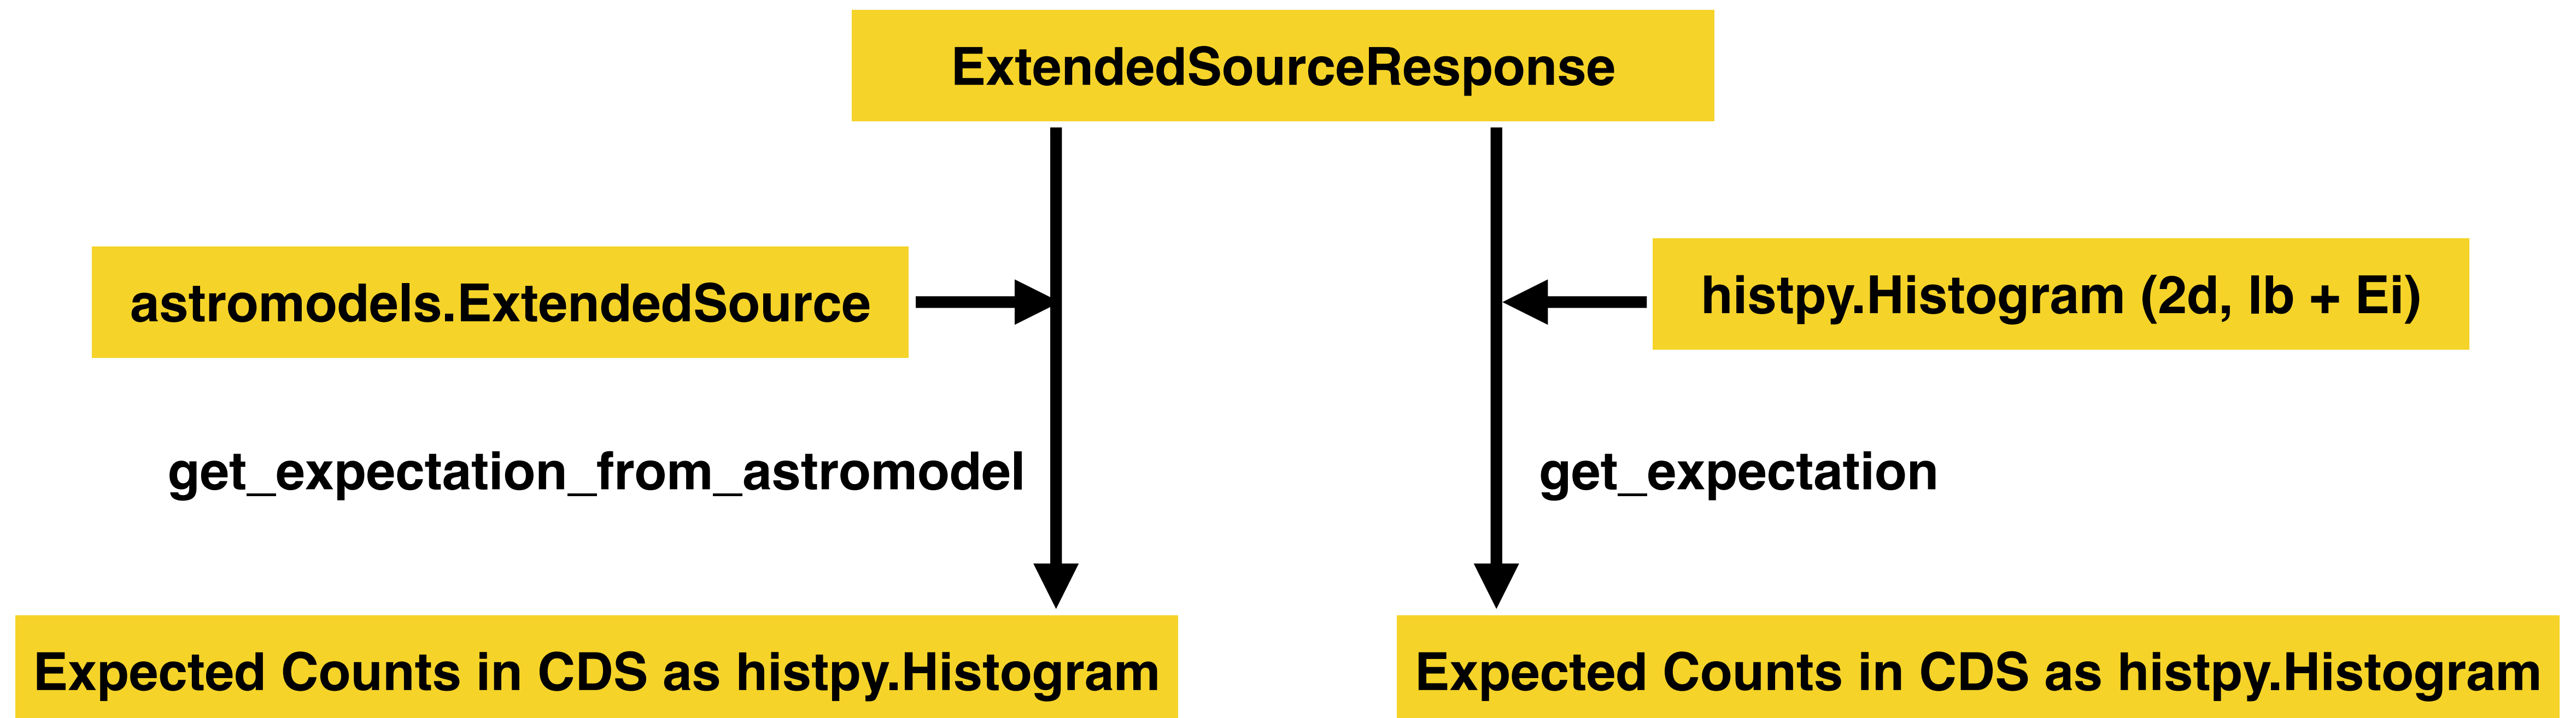 ExtendedSourceResponse
astromodels.ExtendedSource
histpy.Histogram (2d, lb + Ei)
get_expectation_from_astromodel
get_expectation
Expected Counts in CDS as histpy.Histogram
Expected Counts in CDS as histpy.Histogram